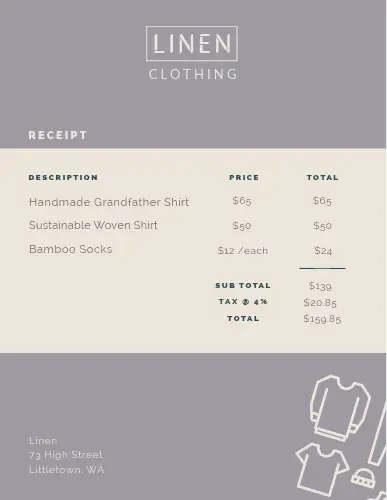 LINEN
CLOTHING
RECEIPT
DESCRIPTION PRICE TOTAL
Handmade Grandfather Shirt $65 $65
Sustainable Woven Shirt $50 $50
Bamboo Socks $12 /each $24
SUB TOTAL $139
TAX @ 4% $20.85
TOTAL $159.85
Linen
73 High Street
Littletown, WA